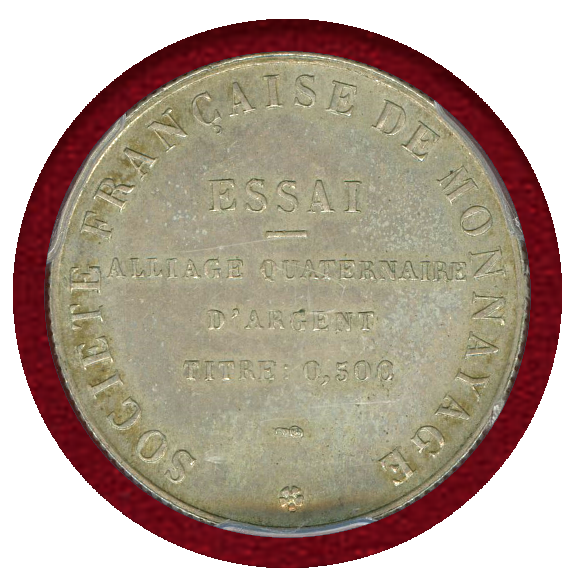 SOCIETE FRANÇAISE DE MONNAYAGE
ESSAI
ALLIAGE QUATERNAIRE
D'ARGENT
TITRE: 0,500